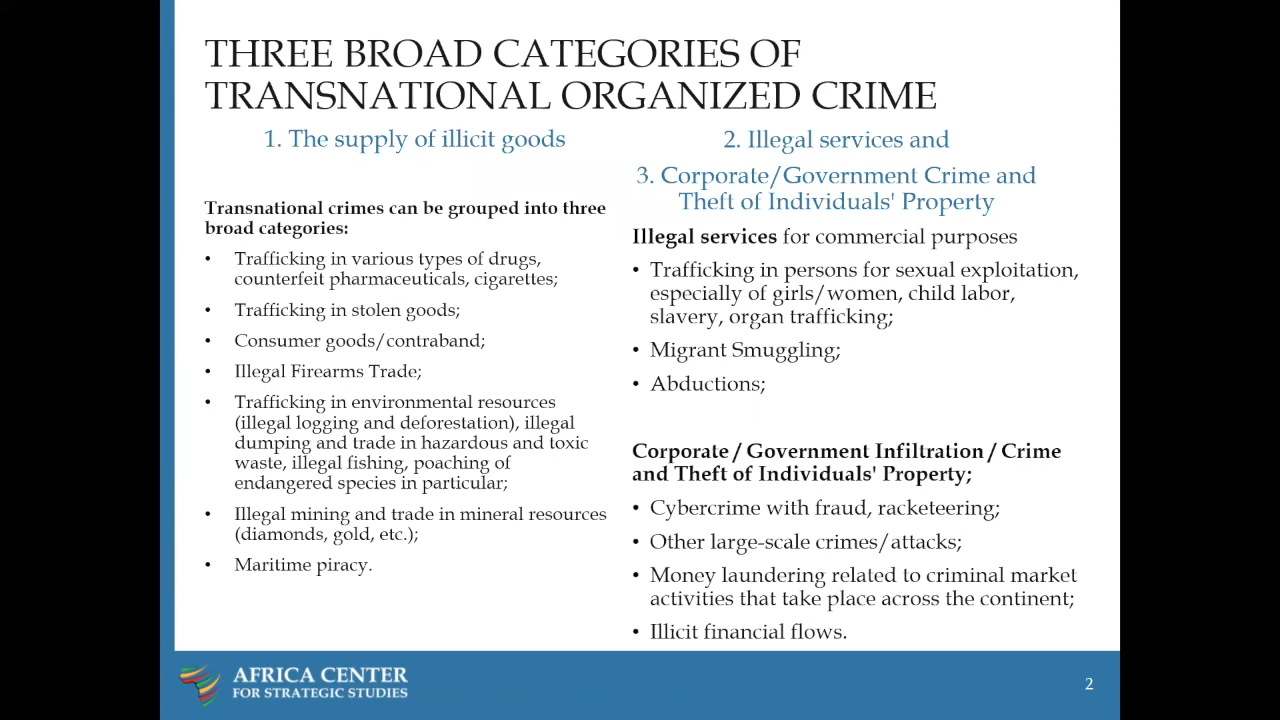 THREE BROAD CATEGORIES OF
TRANSNATIONAL ORGANIZED CRIME
1. The supply of illicit goods
Transnational crimes can be grouped into three
broad categories:
• Trafficking in various types of drugs,
counterfeit pharmaceuticals, cigarettes;
• Trafficking in stolen goods;
• Consumer goods/contraband;
• Illegal Firearms Trade;
• Trafficking in environmental resources
(illegal logging and deforestation), illegal
dumping and trade in hazardous and toxic
waste, illegal fishing, poaching of
endangered species in particular;
• Illegal mining and trade in mineral resources
(diamonds, gold, etc.);
• Maritime piracy.
2. Illegal services and
3. Corporate/Government Crime and
Theft of Individuals' Property
Illegal services for commercial purposes
• Trafficking in persons for sexual exploitation,
especially of girls/women, child labor,
slavery, organ trafficking;
• Migrant Smuggling;
• Abductions;
Corporate / Government Infiltration / Crime
and Theft of Individuals' Property;
• Cybercrime with fraud, racketeering;
• Other large-scale crimes/attacks;
• Money laundering related to criminal market
activities that take place across the continent;
• Illicit financial flows.
AFRICA CENTER
FOR STRATEGIC STUDIES
2